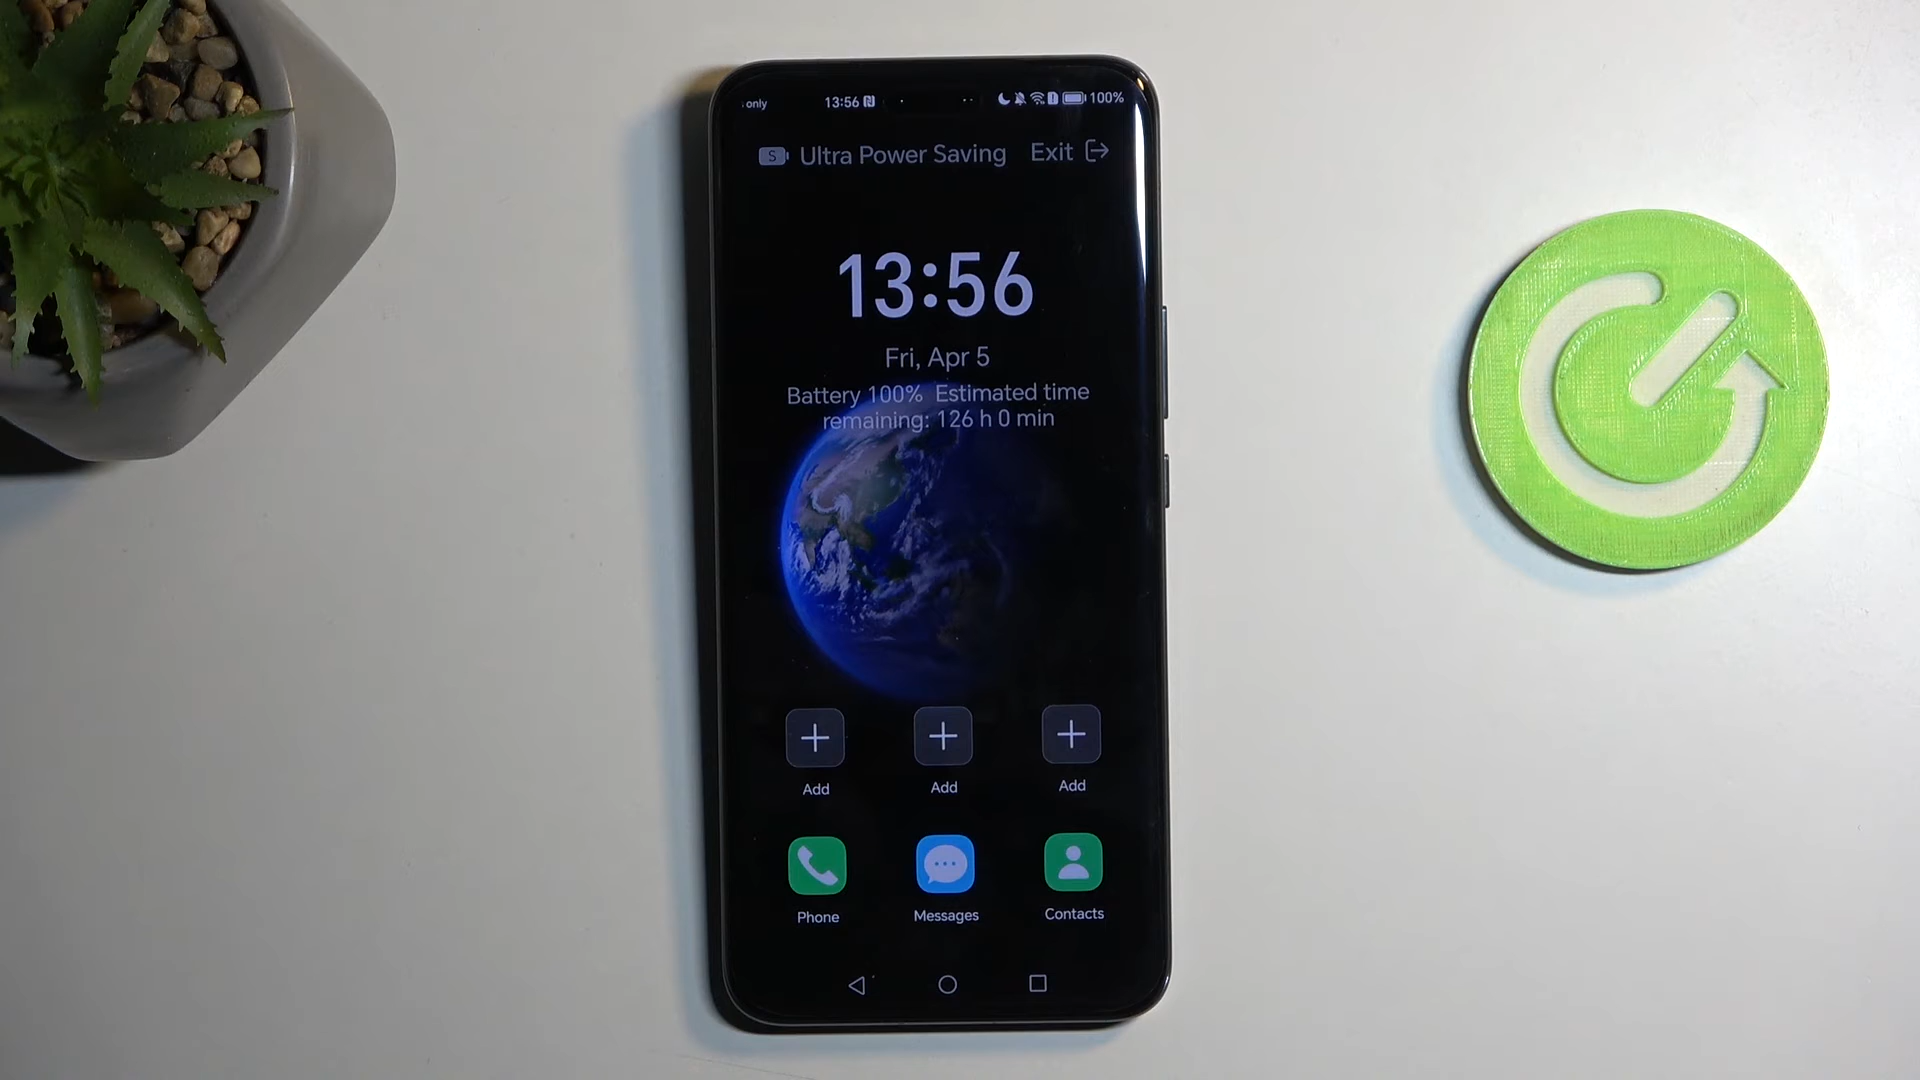 only 13:56 100%
S Ultra Power Saving Exit
13:56
Fri, Apr 5
Battery 100% Estimated time
remaining: 126 h 0 min
Add Add Add
Phone Messages Contacts